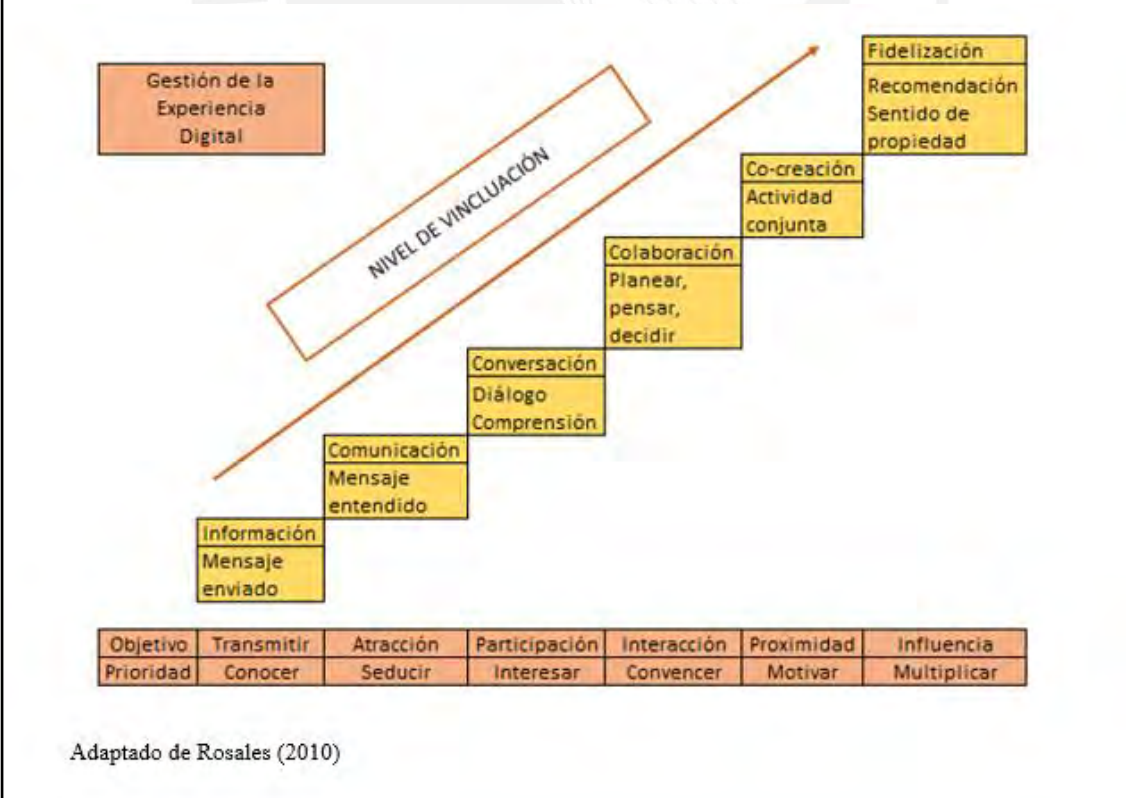 Gestión de la
Experiencia
Digital
NIVEL DE VINCLUACIÓN
Fidelización
Recomendación
Sentido de
propiedad
Co-creación
Actividad
conjunta
Colaboración
Planear,
pensar,
decidir
Conversación
Diálogo
Comprensión
Comunicación
Mensaje
entendido
Información
Mensaje
enviado
Objetivo Transmitir Atracción Participación Interacción Proximidad Influencia
Prioridad Conocer Seducir Interesar Convencer Motivar Multiplicar
Adaptado de Rosales (2010)